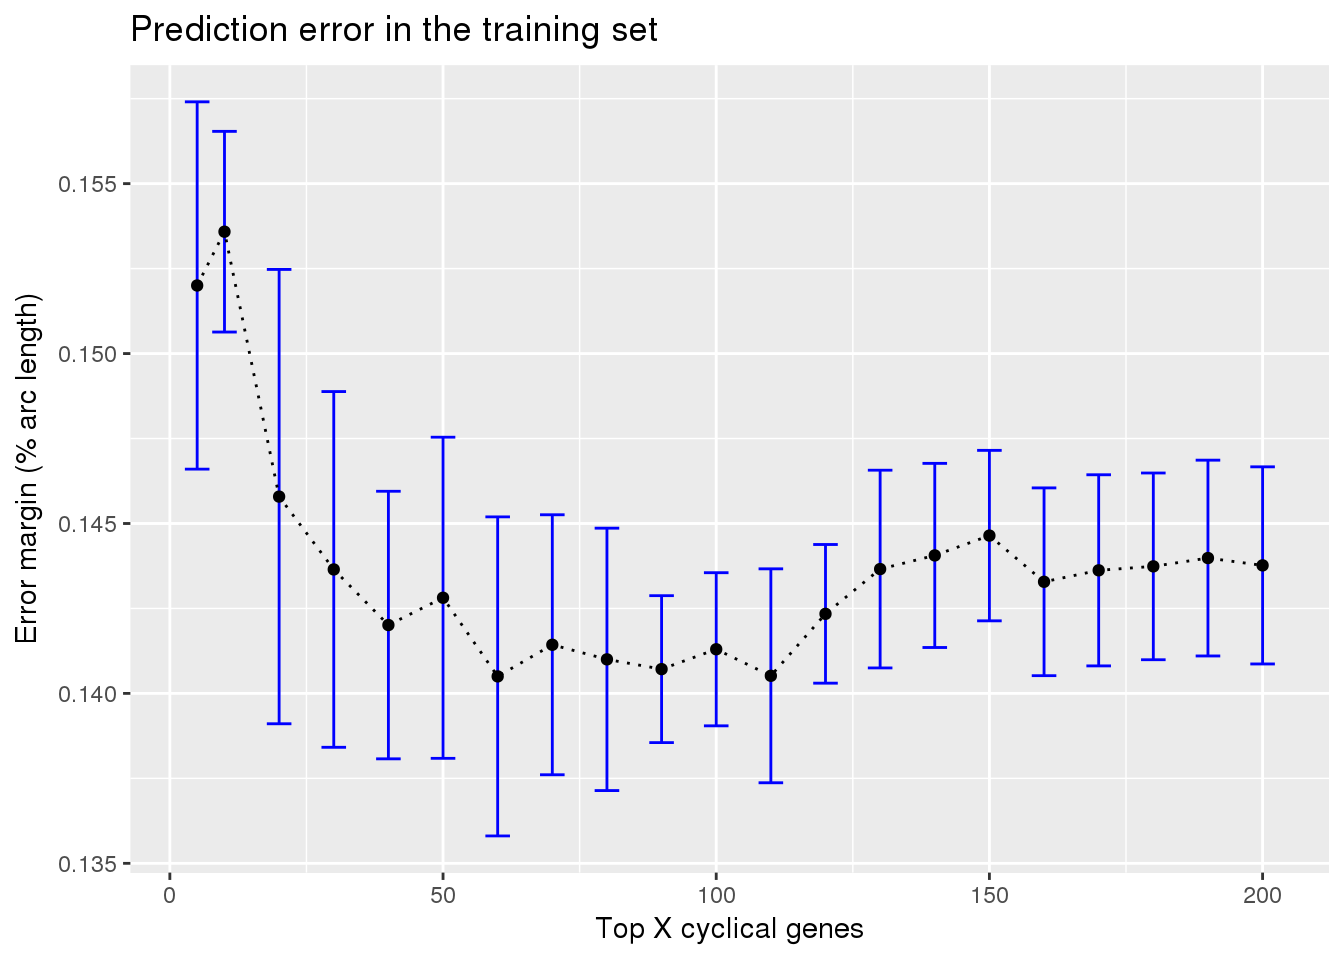 Prediction error in the training set
Error margin (% arc length)
0.155
0.150
0.145
0.140
0.135
0 50 100 150 200
Top X cyclical genes